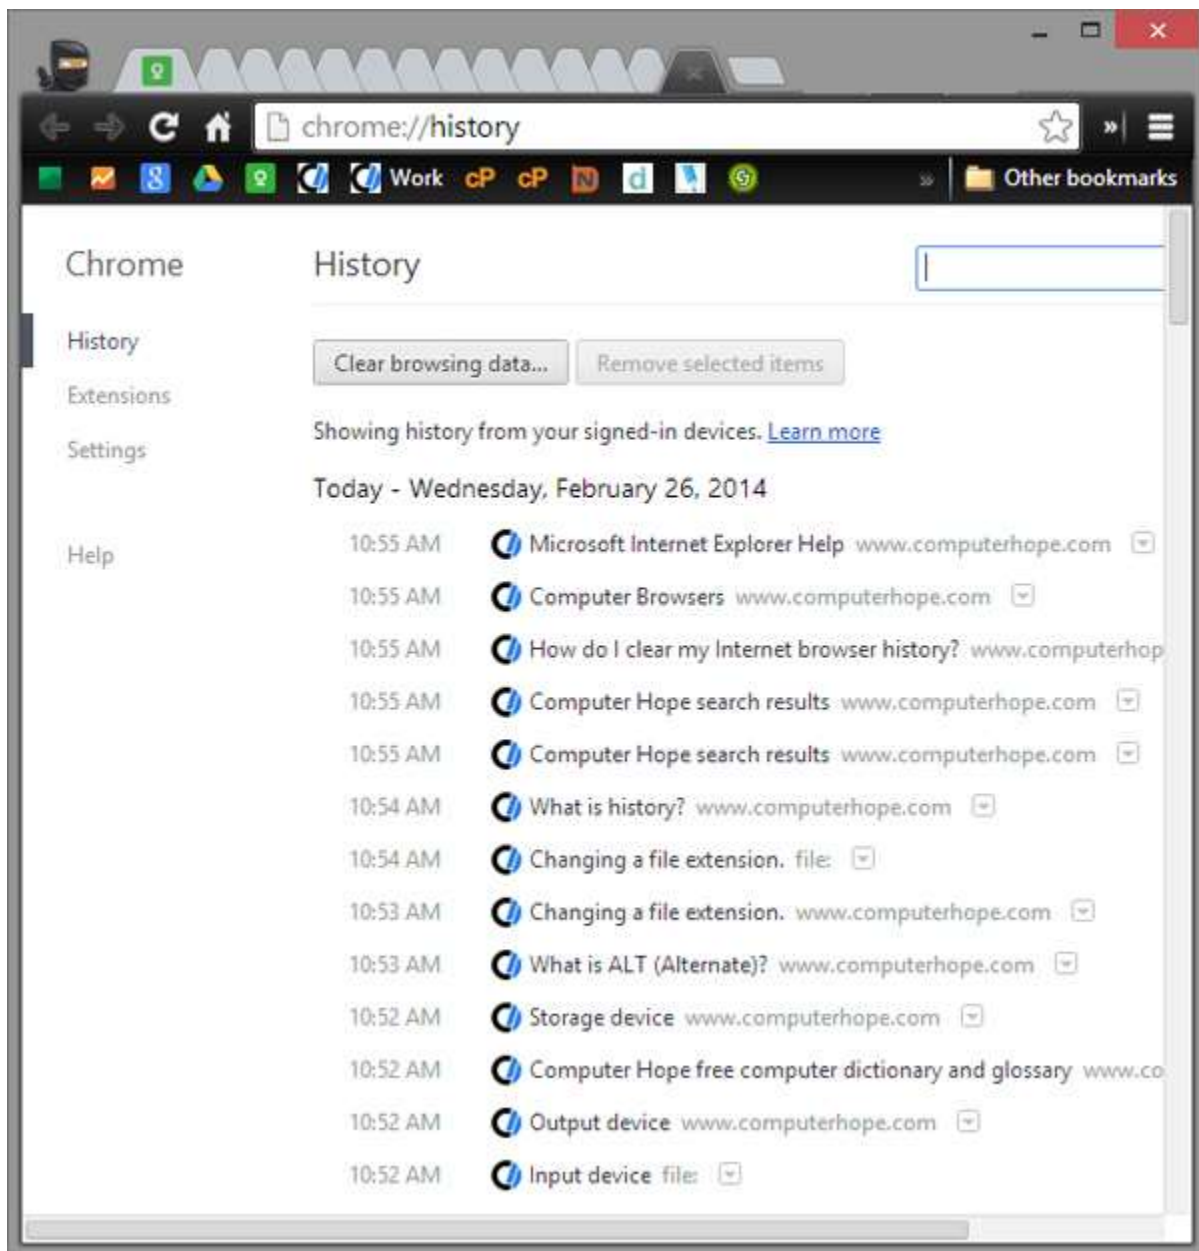 chrome://history
Work cP cP N d » Other bookmarks
Chrome
History
History
Extensions
Settings
Help
Clear browsing data... Remove selected items
Showing history from your signed-in devices. Learn more
Today - Wednesday, February 26, 2014
10:55 AM Microsoft Internet Explorer Help www.computerhope.com
10:55 AM Computer Browsers www.computerhope.com
10:55 AM How do I clear my Internet browser history? www.computerhop
10:55 AM Computer Hope search results www.computerhope.com
10:55 AM Computer Hope search results www.computerhope.com
10:54 AM What is history? www.computerhope.com
10:54 AM Changing a file extension. file:
10:53 AM Changing a file extension. www.computerhope.com
10:53 AM What is ALT (Alternate)? www.computerhope.com
10:52 AM Storage device www.computerhope.com
10:52 AM Computer Hope free computer dictionary and glossary www.co
10:52 AM Output device www.computerhope.com
10:52 AM Input device file: